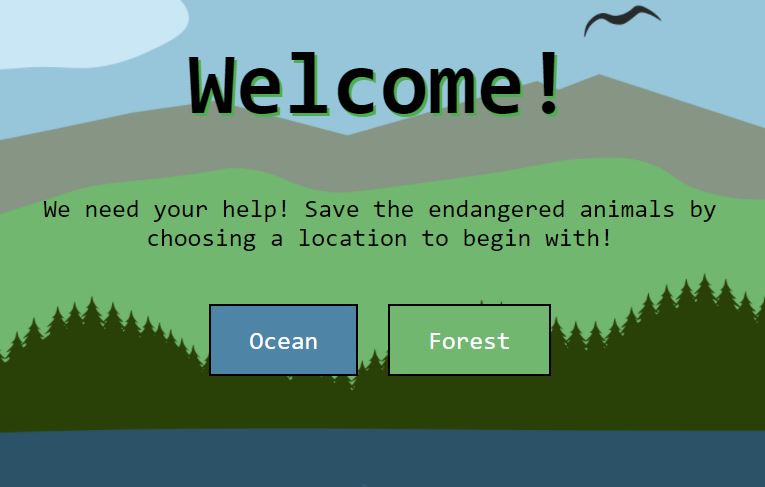 Welcome!
We need your help! Save the endangered animals by
choosing a location to begin with!
Ocean
Forest